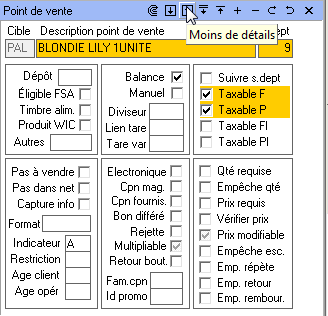 Point de vente
Moins de détails
Cible Description point de vente
PAL BLONDIE LILY 1UNITE 9
Dépôt
Éligible FSA
Timbre alim.
Produit WIC
Autres
Balance
Manuel
Diviseur
Lien tare
Tare var
Suivre s.dept
Taxable F
Taxable P
Taxable FI
Taxable PI
Pas à vendre
Pas dans net
Capture info
Format
Indicateur A
Restriction
Age client
Age opér
Electronique
Cpn mag.
Cpn fournis.
Bon différé
Rejette
Multipliable
Retour bout.
Fam.cpn
Id promo
Qté requise
Empêche qté
Prix requis
Vérifier prix
Prix modifiable
Empêche esc.
Emp. répète
Emp. retour
Emp. rembour.